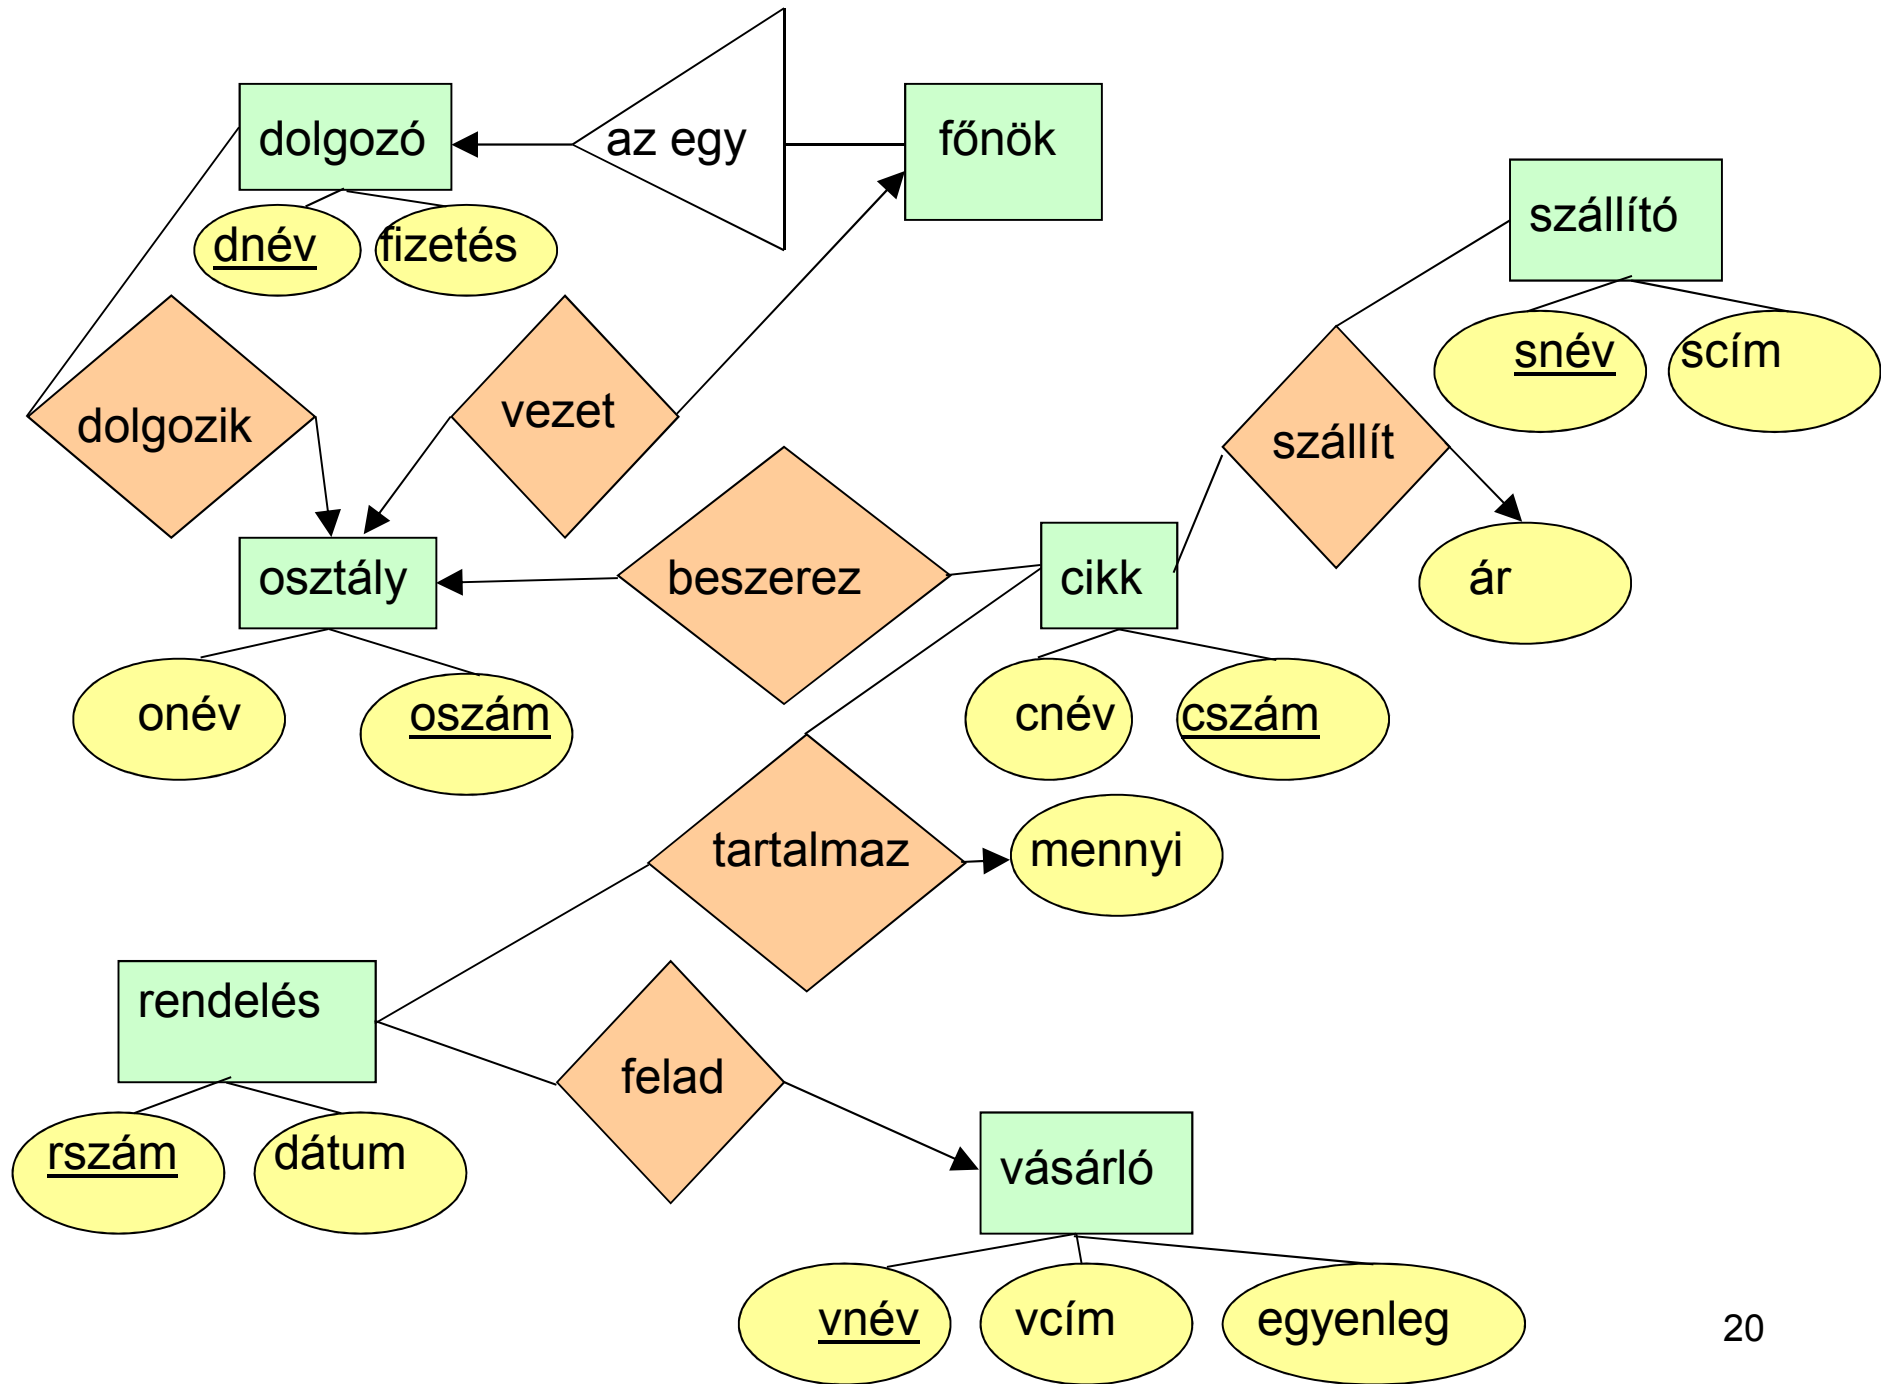 dolgozó
az egy
főnök
szállító
dnév
fizetés
snév
scím
dolgozik
vezet
szállít
osztály
beszerez
cikk
ár
onév
oszám
cnév
cszám
tartalmaz
mennyi
rendelés
felad
rszám
dátum
vásárló
vnév
vcím
egyenleg
20